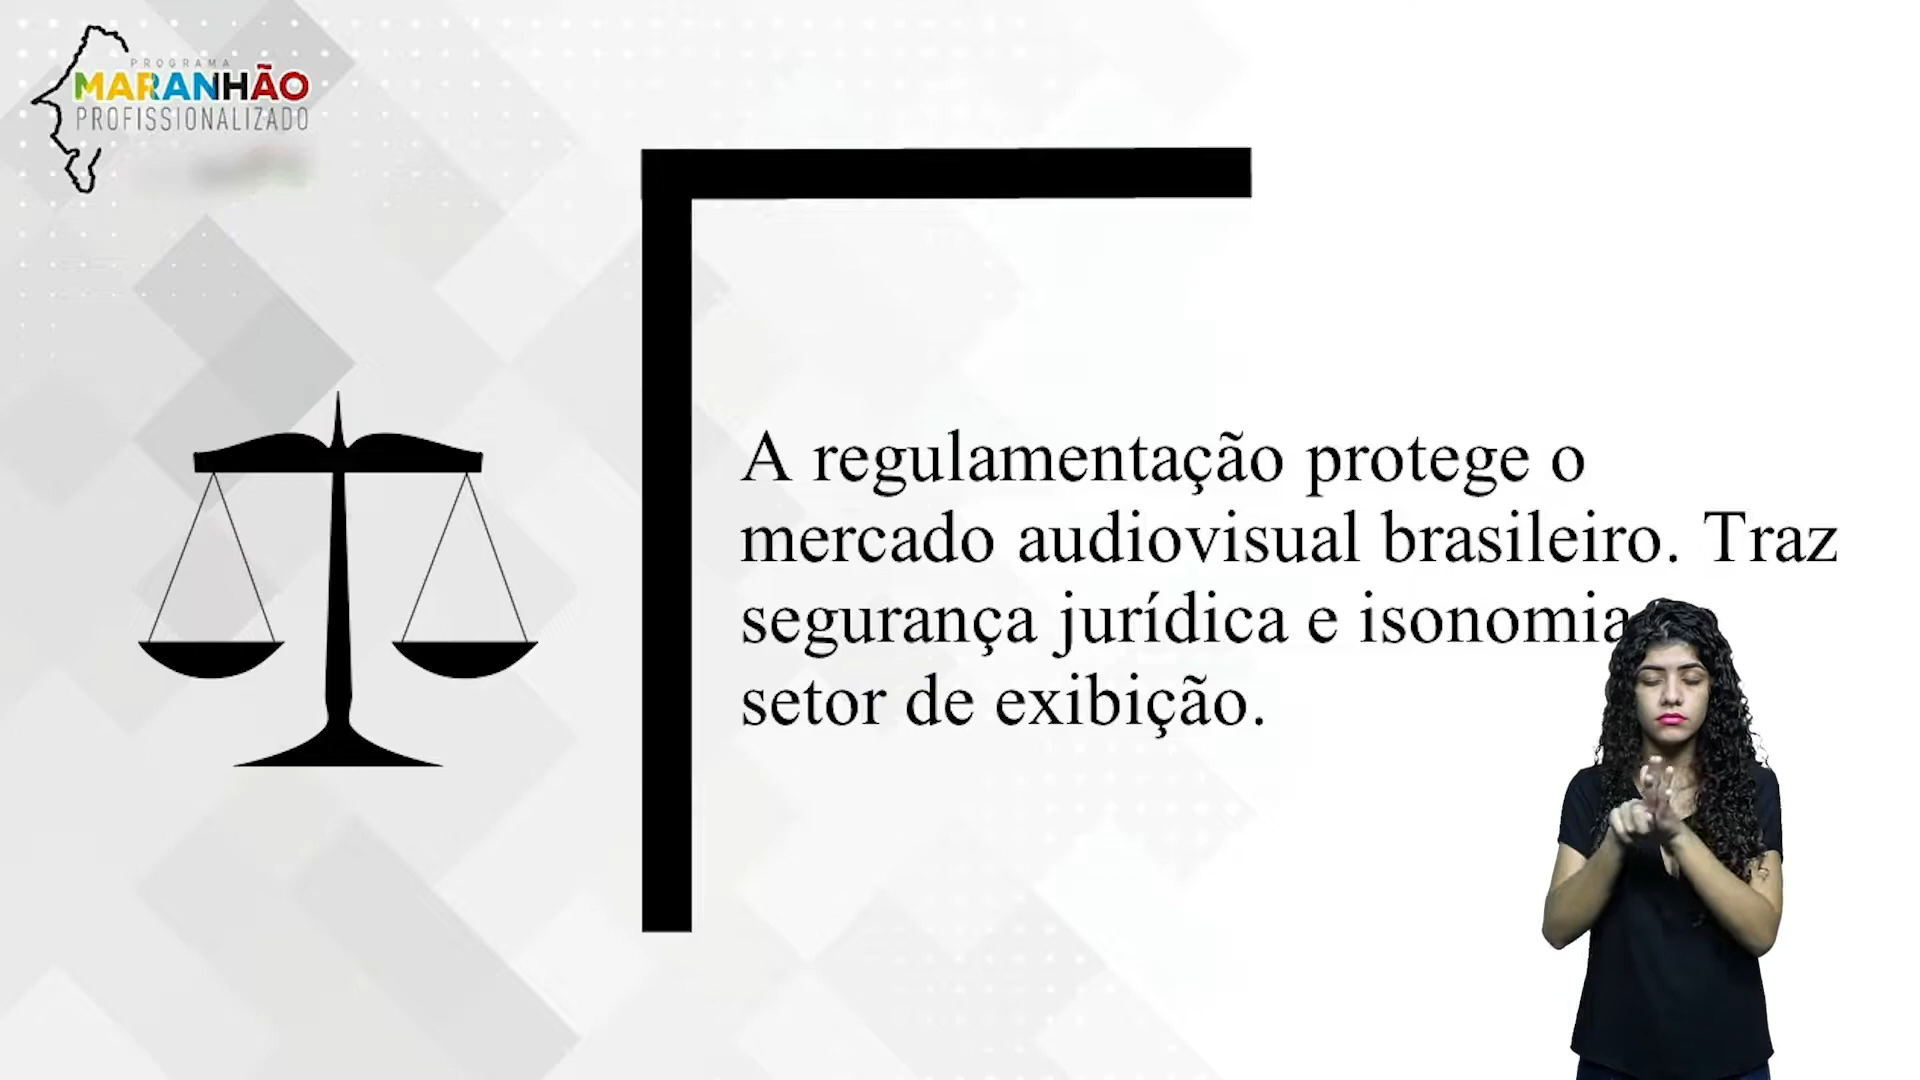 PROGRAMA
MARANHÃO
PROFISSIONALIZADO
A regulamentação protege o
mercado audiovisual brasileiro. Traz
segurança jurídica e isonomia
setor de exibição.